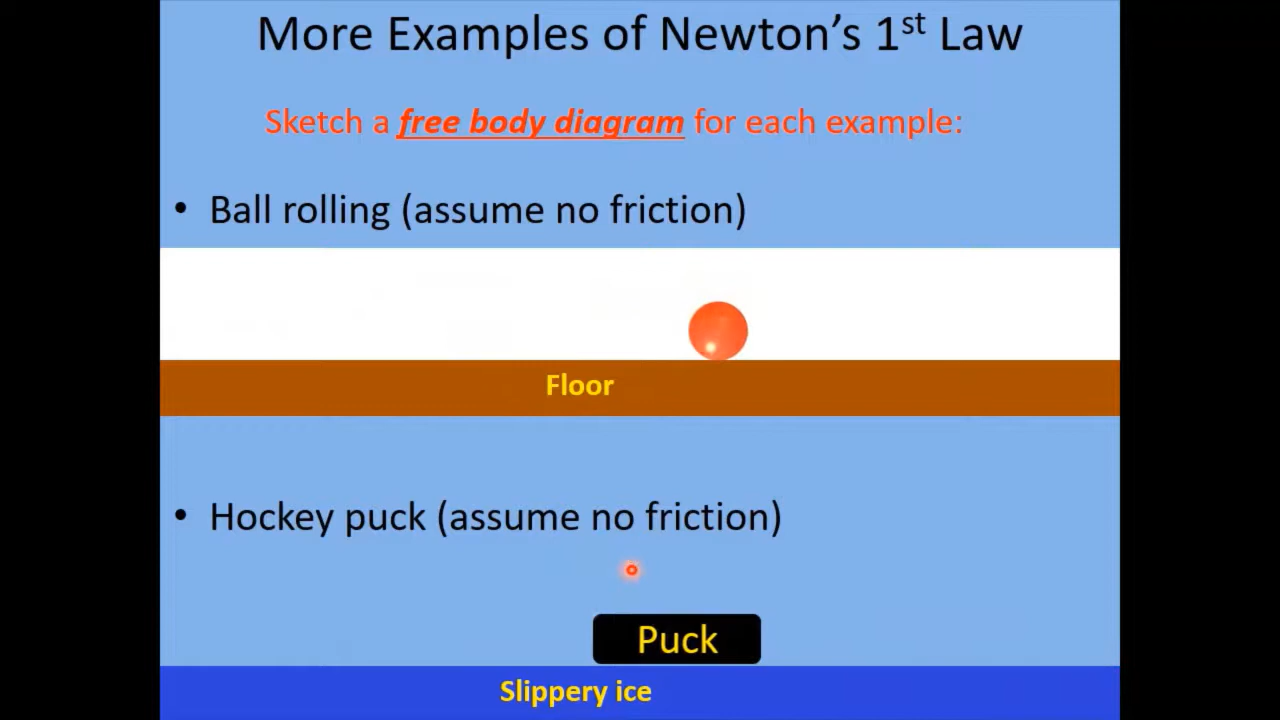 More Examples of Newton’s 1st Law
Sketch a free body diagram for each example:
• Ball rolling (assume no friction)
Floor
• Hockey puck (assume no friction)
Puck
Slippery ice